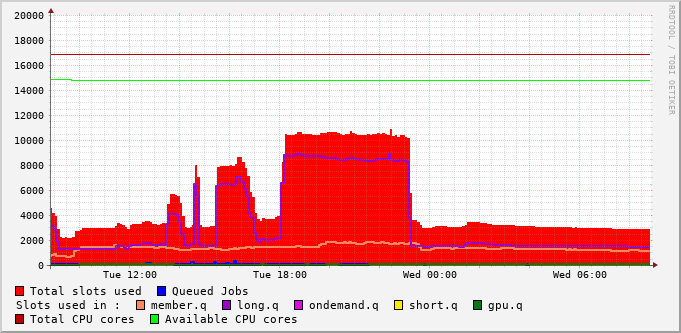 RRDTOOL / TOBI OETIKER
20000
18000
16000
14000
12000
10000
8000
6000
4000
2000
0
Tue 12:00 Tue 18:00 Wed 00:00 Wed 06:00
Total slots used Queued Jobs
Slots used in : member.q long.q ondemand.q short.q gpu.q
Total CPU cores Available CPU cores